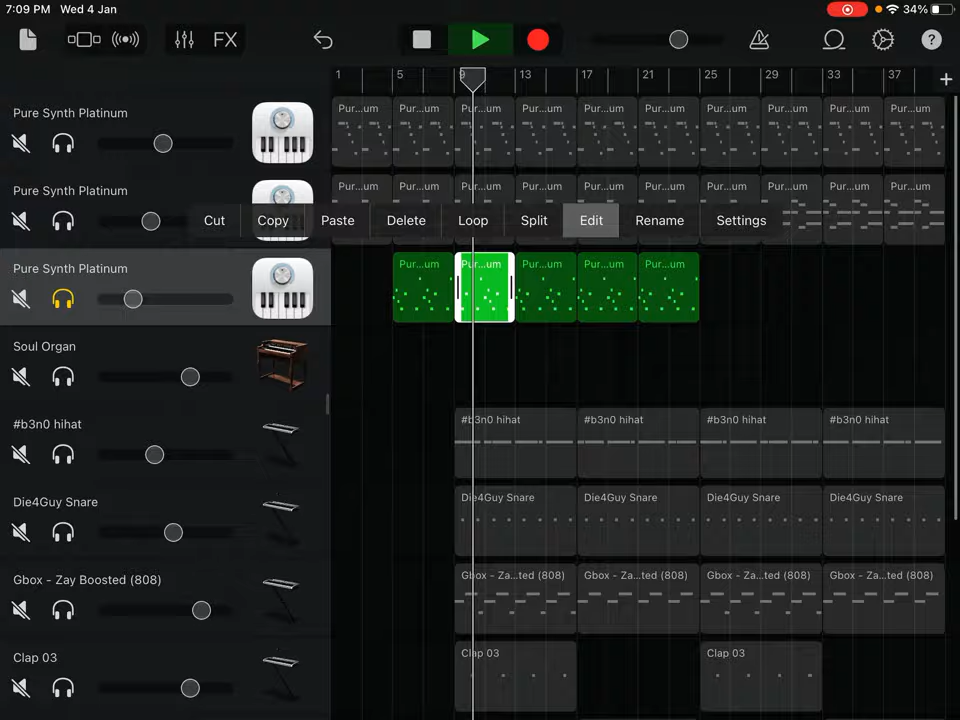 7:09 PM Wed 4 Jan 34%
FX ?
1 5 9 13 17 21 25 29 33 37 +
Pure Synth Platinum Pur...um Pur...um Pur...um Pur...um Pur...um Pur...um Pur...um Pur...um Pur...um Pur...um
Pure Synth Platinum Pur...um Pur...um Pur...um Pur...um Pur...um Pur...um Pur...um Pur...um Pur...um Pur...um
Cut Copy Paste Delete Loop Split Edit Rename Settings
Pure Synth Platinum Pur...um Pur...um Pur...um Pur...um Pur...um
Soul Organ
#b3n0 hihat #b3n0 hihat #b3n0 hihat #b3n0 hihat #b3n0 hihat
Die4Guy Snare Die4Guy Snare Die4Guy Snare Die4Guy Snare Die4Guy Snare
Gbox - Zay Boosted (808) Gbox - Za...ted (808) Gbox - Za...ted (808) Gbox - Za...ted (808) Gbox - Za...ted (808)
Clap 03 Clap 03 Clap 03